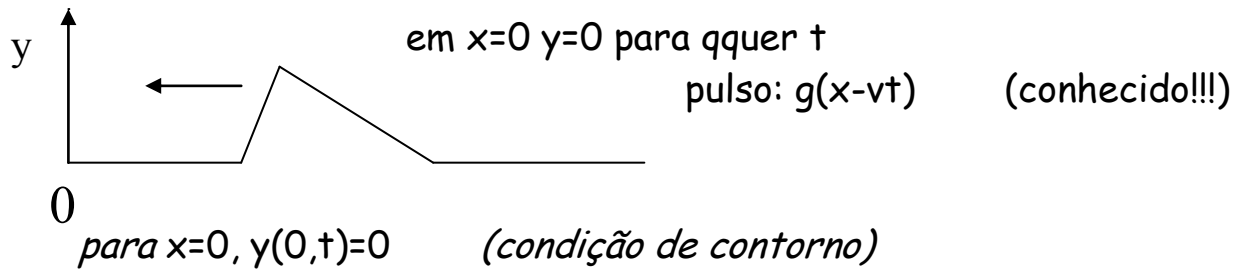 y
em x=0 y=0 para qquer t
pulso: g(x-vt) (conhecido!!!)
0
para x=0, y(0,t)=0 (condição de contorno)